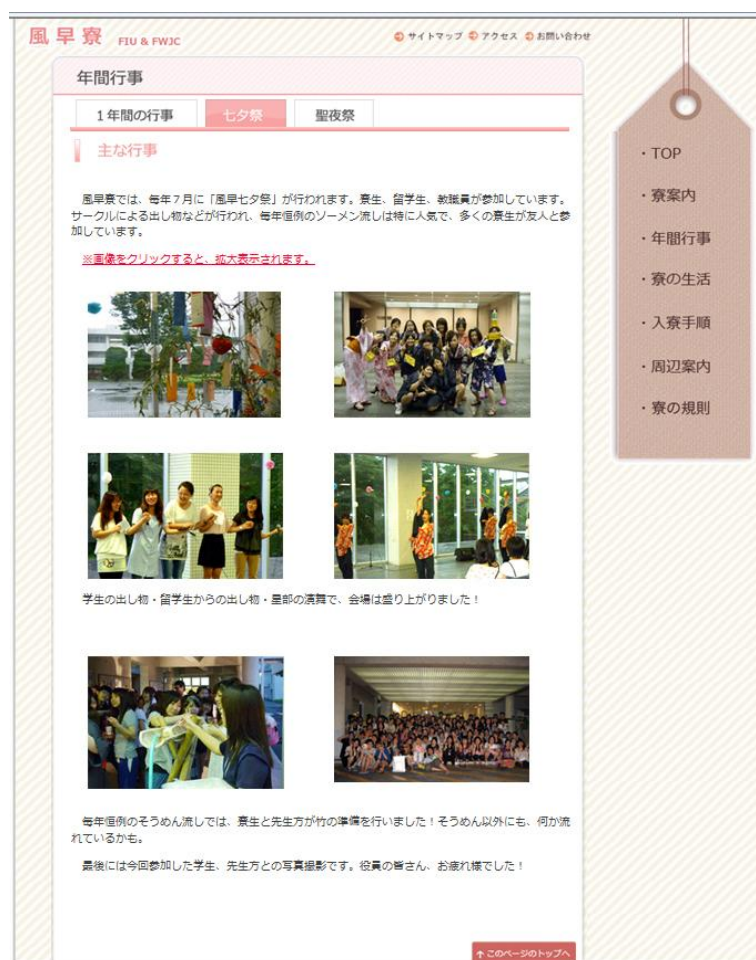 風早寮 FIU & FWJC
サイトマップ アクセス お問い合わせ
年間行事
1年間の行事 七夕祭 聖夜祭
主な行事
風早寮では、毎年7月に「風早七夕祭」が行われます。寮生、留学生、教職員が参加しています。
サークルによる出し物などが行われ、毎年恒例のソーメン流しは特に人気で、多くの寮生が友人と参
加しています。
※画像をクリックすると、拡大表示されます。
学生の出し物・留学生からの出し物・星部の演舞で、会場は盛り上がりました！
毎年恒例のそうめん流しでは、寮生と先生方が竹の準備を行いました！そうめん以外にも、何か流
れているかも。
最後には今回参加した学生、先生方との写真撮影です。役員の皆さん、お疲れ様でした！
↑このページのトップへ
・TOP
・寮案内
・年間行事
・寮の生活
・入寮手順
・周辺案内
・寮の規則